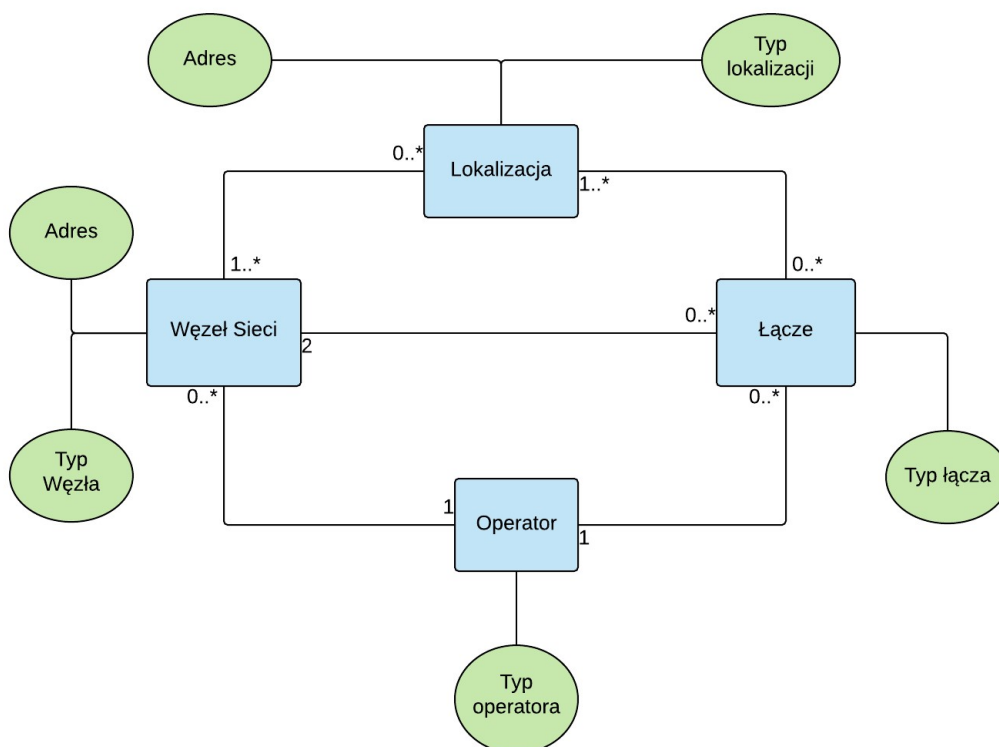 Adres
Typ
lokalizacji
Lokalizacja
0..*
1..*
Adres
1..*
0..*
Węzeł Sieci
2
0..*
Łącze
0..*
0..*
Typ
Węzła
Typ łącza
1
Operator
1
Typ
operatora